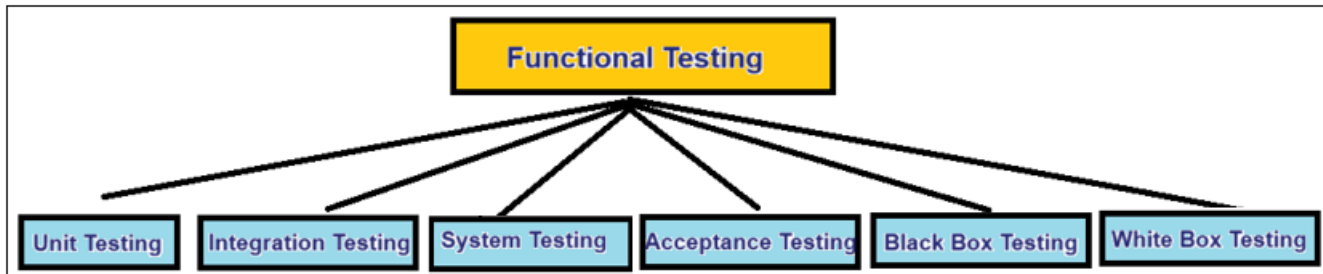 Functional Testing
Unit Testing
Integration Testing
System Testing
Acceptance Testing
Black Box Testing
White Box Testing